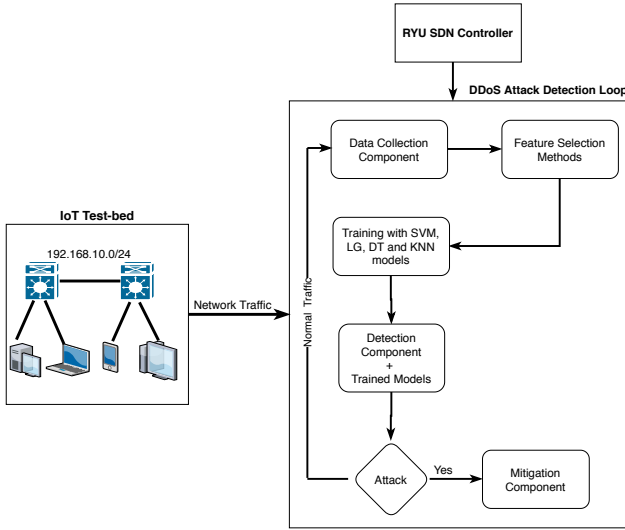 RYU SDN Controller
DDoS Attack Detection Loop
Data Collection
Component
Feature Selection
Methods
IoT Test-bed
192.168.10.0/24
Training with SVM,
LG, DT and KNN
models
Network Traffic
Normal Traffic
Detection
Component
+
Trained Models
Attack
Yes
Mitigation
Component